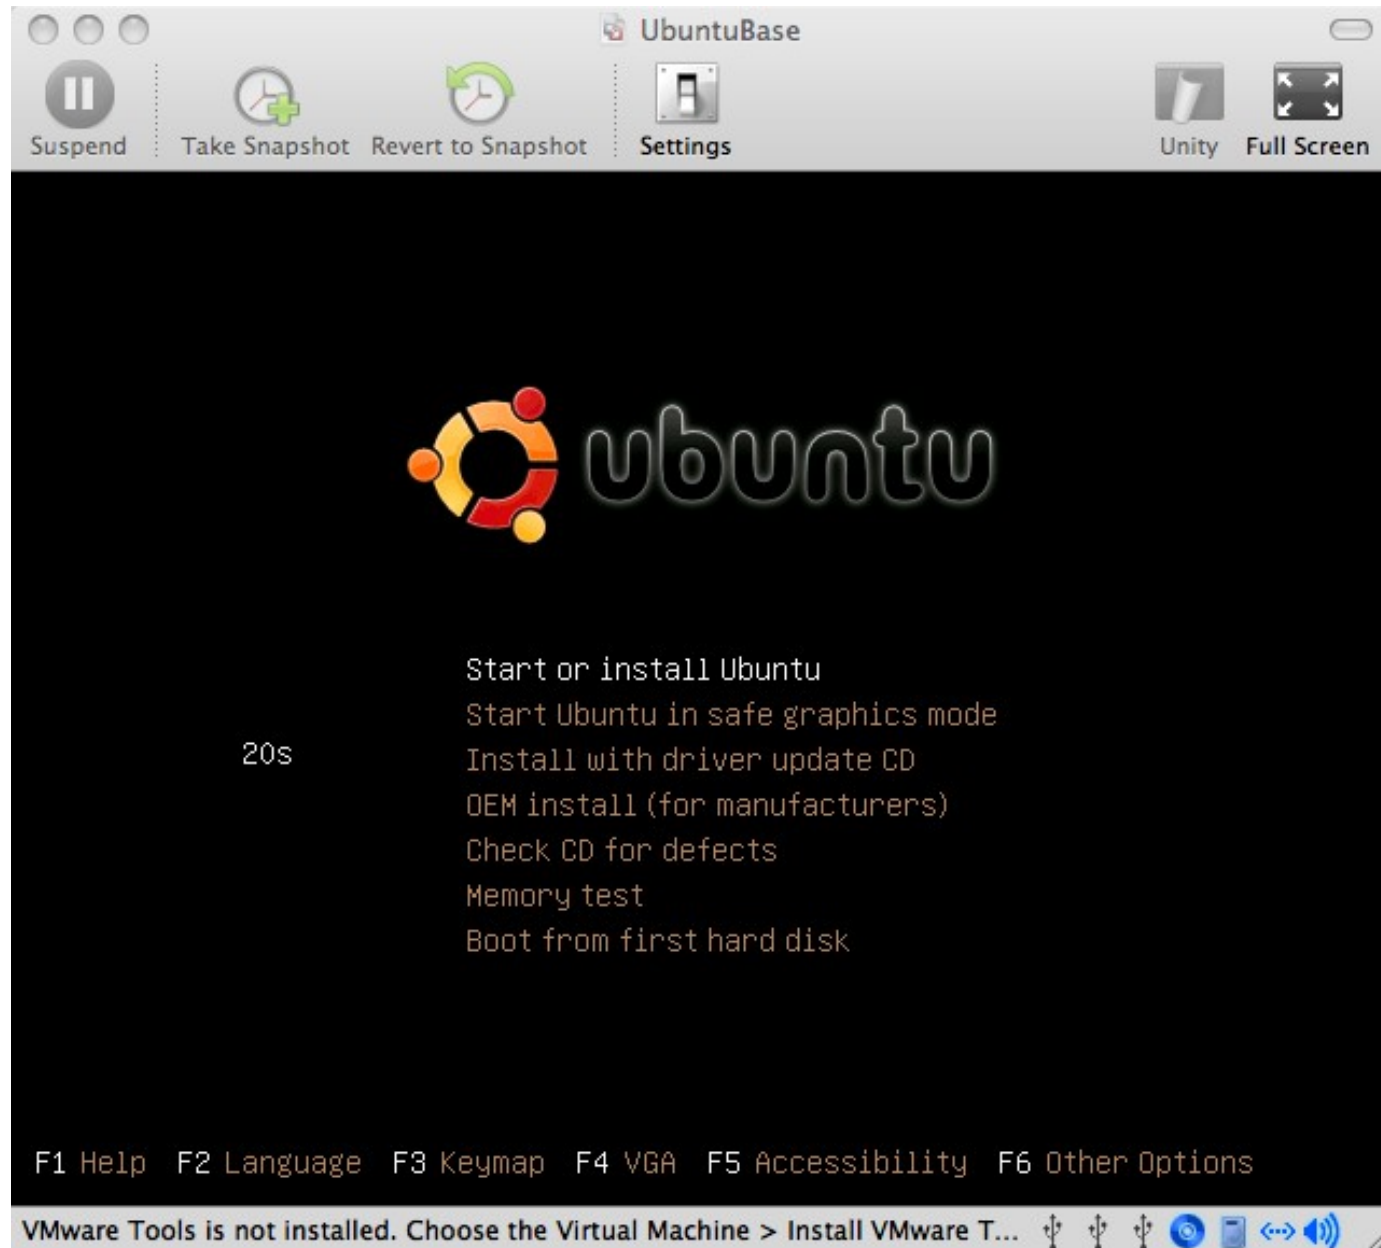 UbuntuBase
Suspend Take Snapshot Revert to Snapshot Settings Unity Full Screen
ubuntu
Start or install Ubuntu
Start Ubuntu in safe graphics mode
20s
Install with driver update CD
OEM install (for manufacturers)
Check CD for defects
Memory test
Boot from first hard disk
F1 Help F2 Language F3 Keymap F4 VGA F5 Accessibility F6 Other Options
VMware Tools is not installed. Choose the Virtual Machine > Install VMware T...